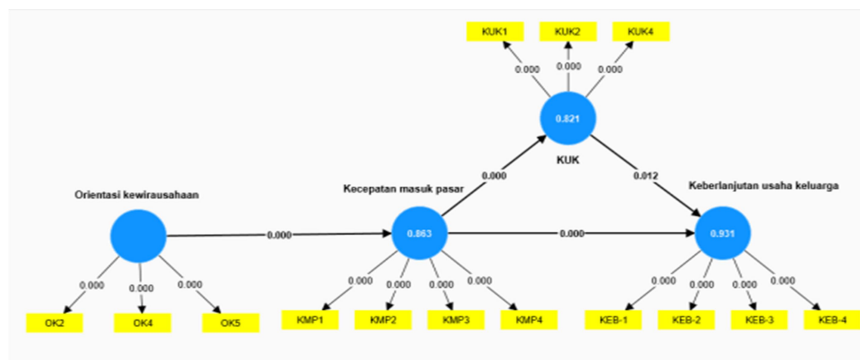 KUK1 KUK2 KUK4
0.000 0.000 0.000
0.821
KUK
0.000 0.012
Orientasi kewirausahaan Kecepatan masuk pasar Keberlanjutan usaha keluarga
0.000 0.863 0.000 0.931
0.000 0.000 0.000 0.000 0.000 0.000 0.000 0.000 0.000 0.000 0.000
OK2 OK4 OK5 KMP1 KMP2 KMP3 KMP4 KEB-1 KEB-2 KEB-3 KEB-4